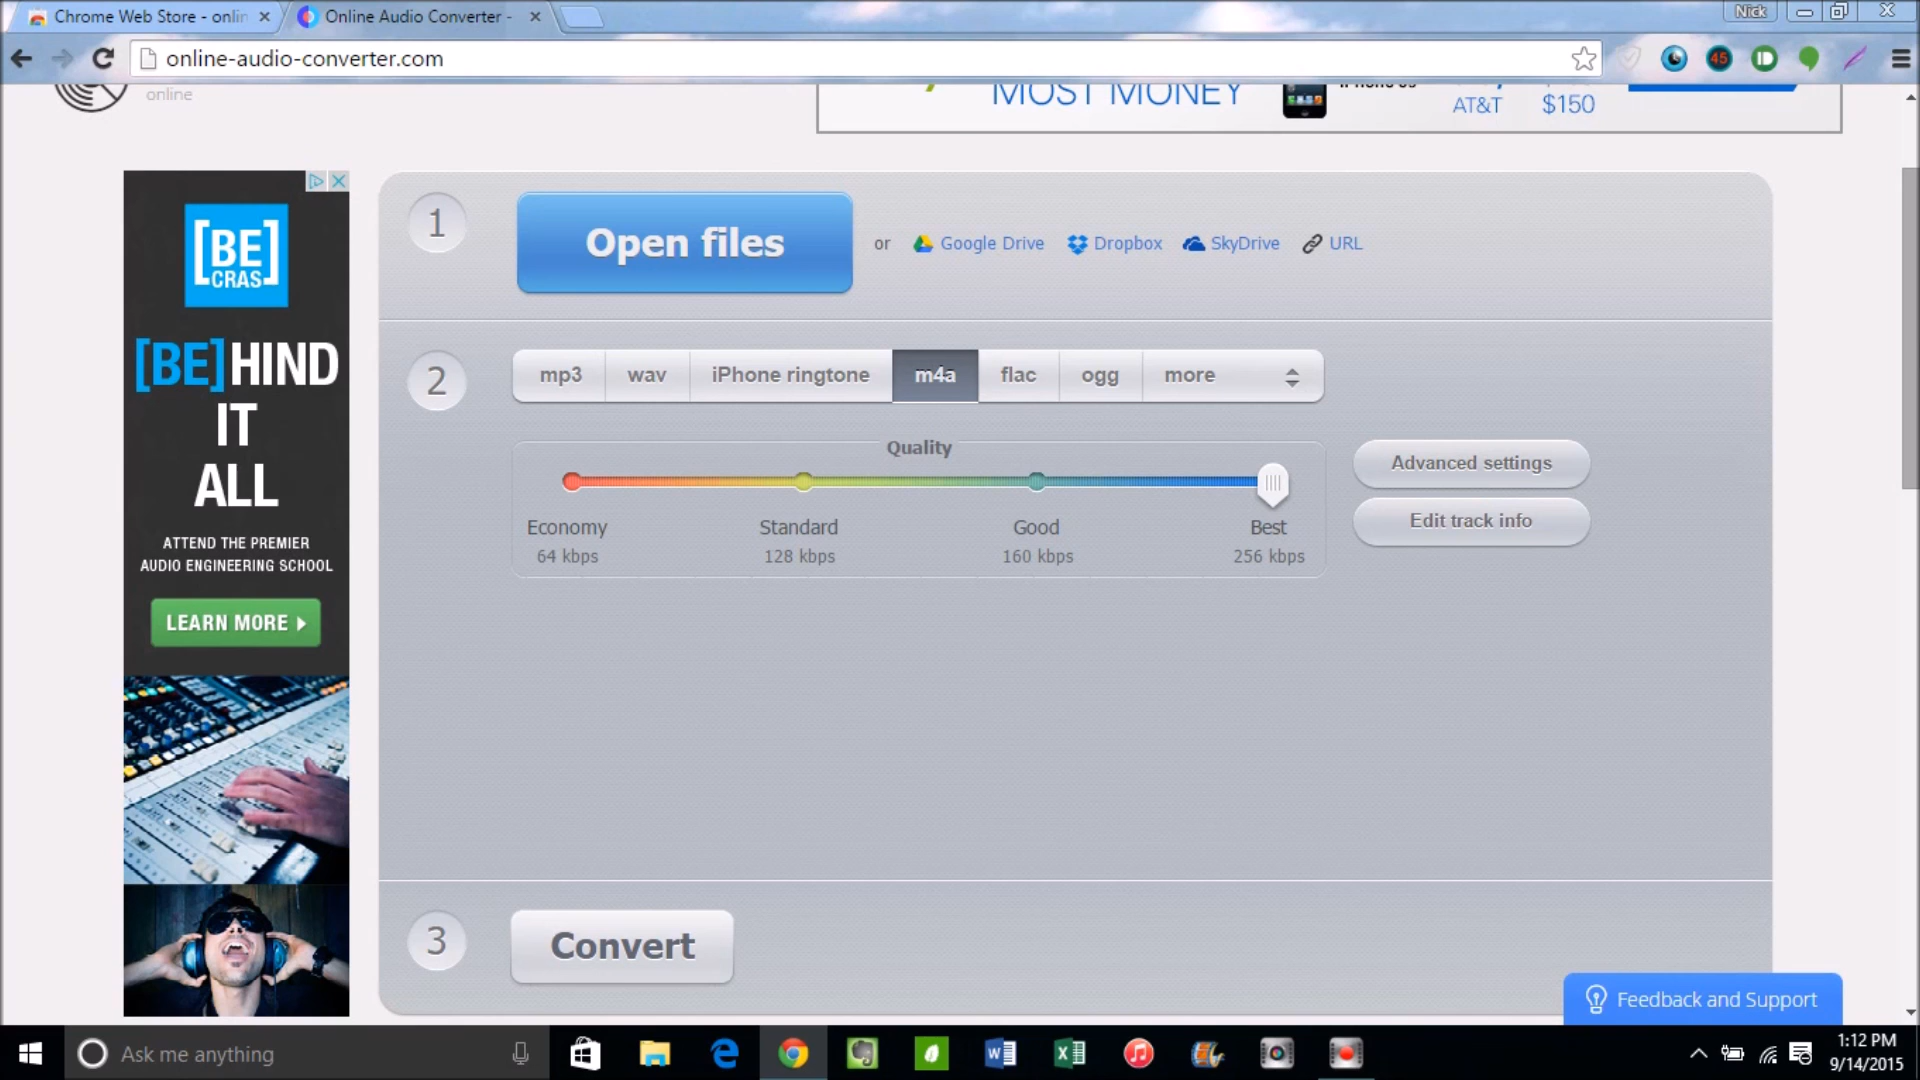 Chrome Web Store - onlin
Online Audio Converter -
Nick
online-audio-converter.com
45
online
MOST MONEY
AT&T
$150
[BE]
CRAS
[BE]HIND
IT
ALL
ATTEND THE PREMIER
AUDIO ENGINEERING SCHOOL
LEARN MORE
1
Open files
or
Google Drive
Dropbox
SkyDrive
URL
2
mp3
wav
iPhone ringtone
m4a
flac
ogg
more
Quality
Economy
Standard
Good
Best
64 kbps
128 kbps
160 kbps
256 kbps
Advanced settings
Edit track info
3
Convert
Feedback and Support
Ask me anything
1:12 PM
9/14/2015